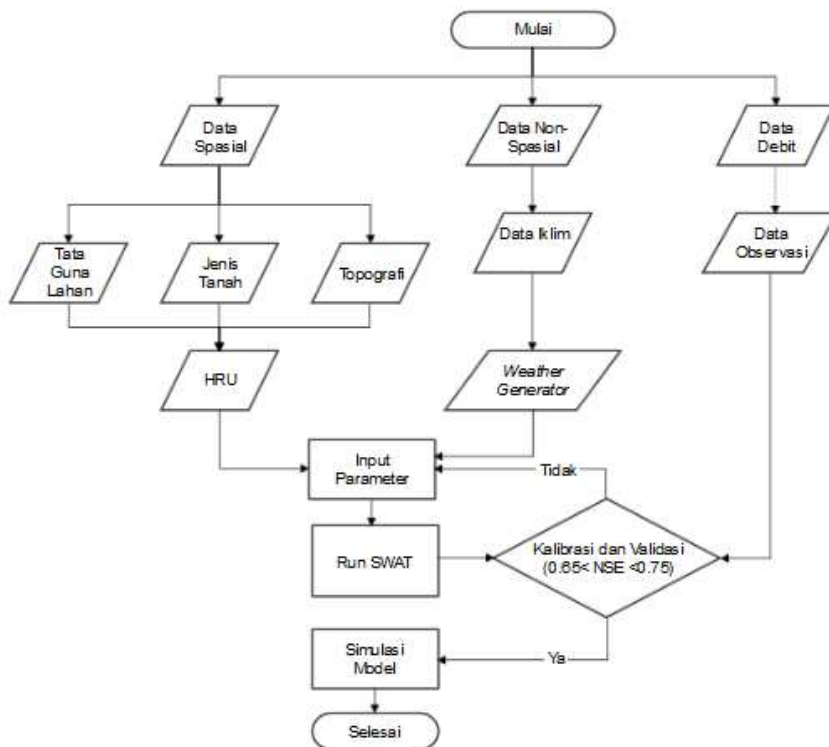 Mulai
Data
Spasial
Data Non-
Spasial
Data
Debit
Tata
Guna
Lahan
Jenis
Tanah
Topografi
Data Iklim
Data
Observasi
HRU
Weather
Generator
Input
Parameter
Tidak
Run SWAT
Kalibrasi dan Validasi
(0.65< NSE <0.75)
Simulasi
Model
Ya
Selesai